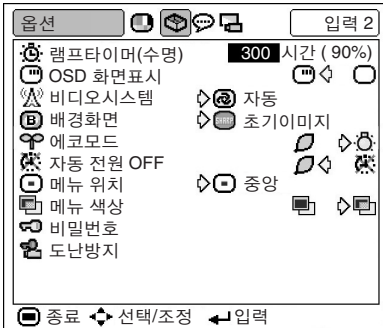 옵션 입력 2
램프타이머(수명) 300 시간 ( 90%)
OSD 화면표시
비디오시스템 자동
B 배경화면 SHARP 초기이미지
에코모드
자동 전원 OFF
메뉴 위치 중앙
메뉴 색상
비밀번호
도난방지
종료 선택/조정 입력